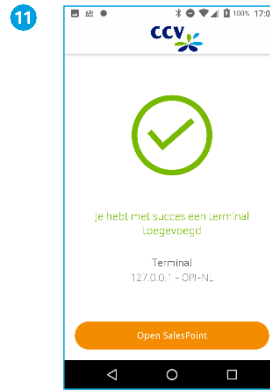 11
100% 17:0
CCV
Je hebt met succes een terminal
toegevoegd
Terminal
127.0.0.1 - OPI-NL
Open SalesPoint